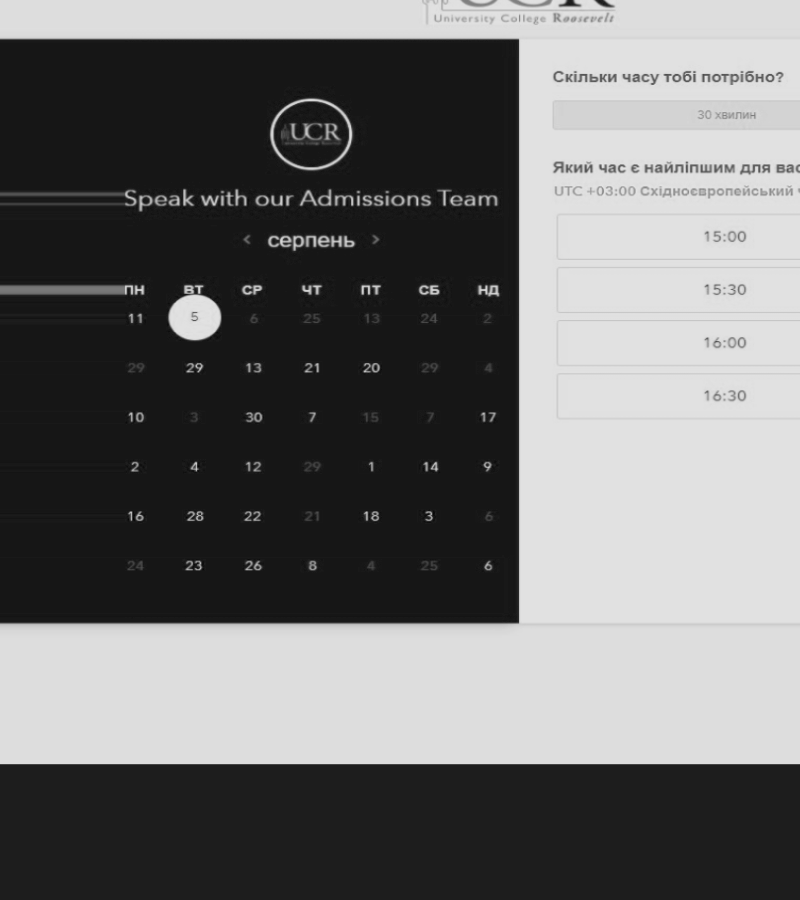 UCR
University College Roosevelt
UCR
Speak with our Admissions Team
< серпень >
ПН ВТ СР ЧТ ПТ СБ НД
11 5 6 25 13 24 2
29 29 13 21 20 29 4
10 3 30 7 15 7 17
2 4 12 29 1 14 9
16 28 22 21 18 3 6
24 23 26 8 4 25 6
Скільки часу тобі потрібно?
30 хвилин
Який час є найліпшим для вас
UTC +03:00 Східноєвропейський
15:00
15:30
16:00
16:30